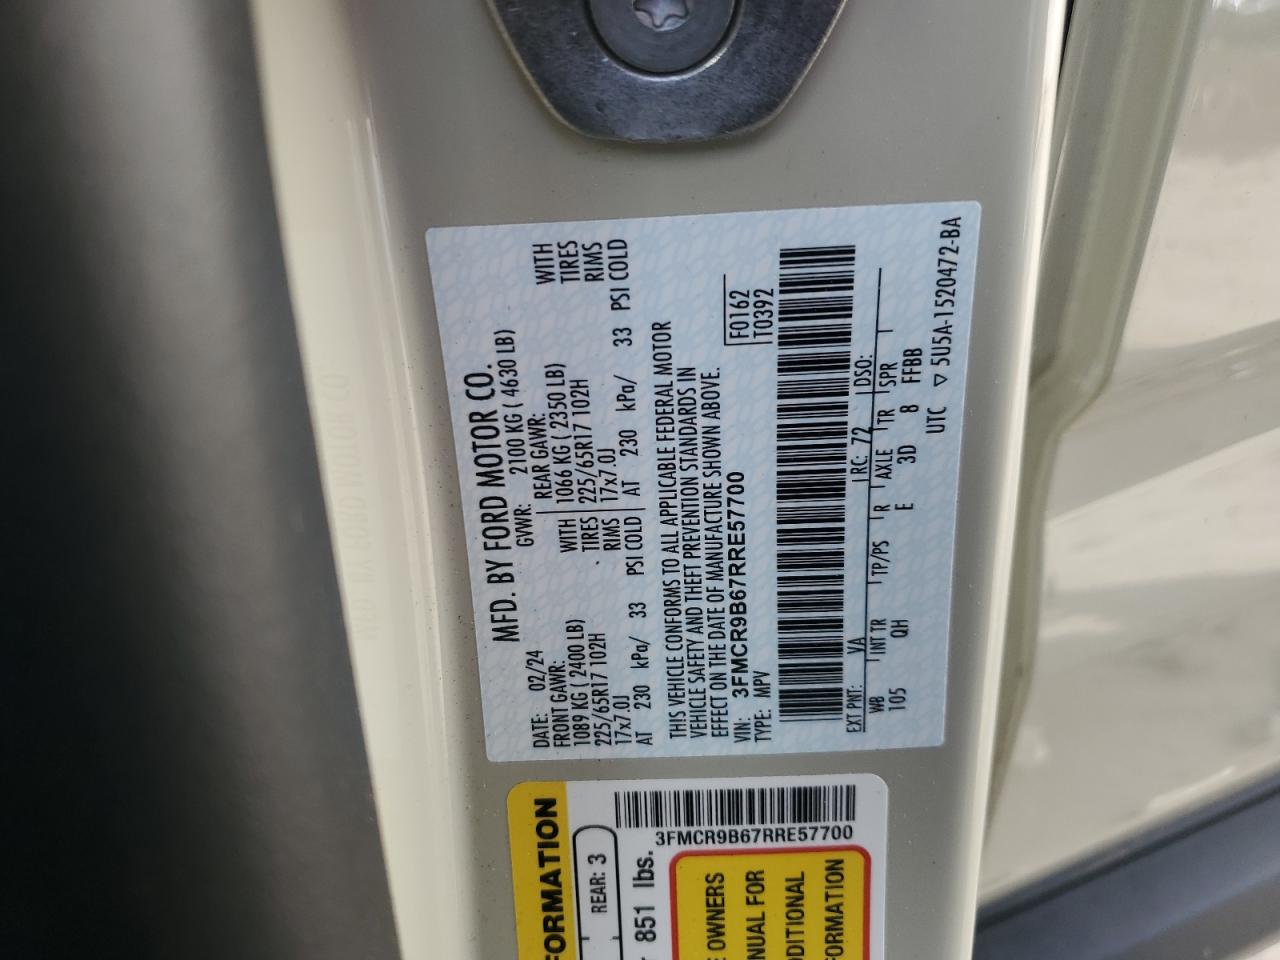 MFD. BY FORD MOTOR CO.
DATE: 02/24 GVWR: 2100 KG ( 4630 LB)
FRONT GAWR: REAR GAWR:
1089 KG ( 2400 LB) WITH 1066 KG ( 2350 LB) WITH
225/65R17 102H TIRES 225/65R17 102H TIRES
17x7.0J RIMS 17x7.0J RIMS
AT 230 kPa/ 33 PSI COLD AT 230 kPa/ 33 PSI COLD
THIS VEHICLE CONFORMS TO ALL APPLICABLE FEDERAL MOTOR
VEHICLE SAFETY AND THEFT PREVENTION STANDARDS IN
EFFECT ON THE DATE OF MANUFACTURE SHOWN ABOVE.
VIN: 3FMCR9B67RRE57700 F0162
TYPE: MPV T0392
EXT PNT: VA RC: 72 DSO:
WB INT TR TP/PS R AXLE TR SPR
105 QH E 3D 8 FFBB
UTC ▽ 5U5A-1520472-BA
FORMATION
REAR: 3
851 lbs.
3FMCR9B67RRE57700
OWNERS
NUAL FOR
DDITIONAL
FORMATION